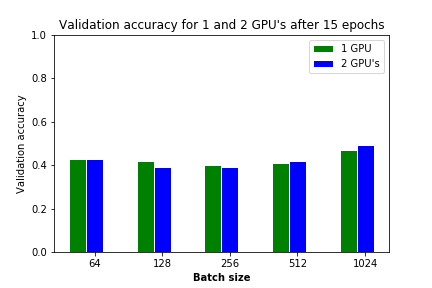 Validation accuracy for 1 and 2 GPU's after 15 epochs
1.0
0.8
0.6
0.4
0.2
0.0
Validation accuracy
1 GPU
2 GPU's
64
128
256
512
1024
Batch size